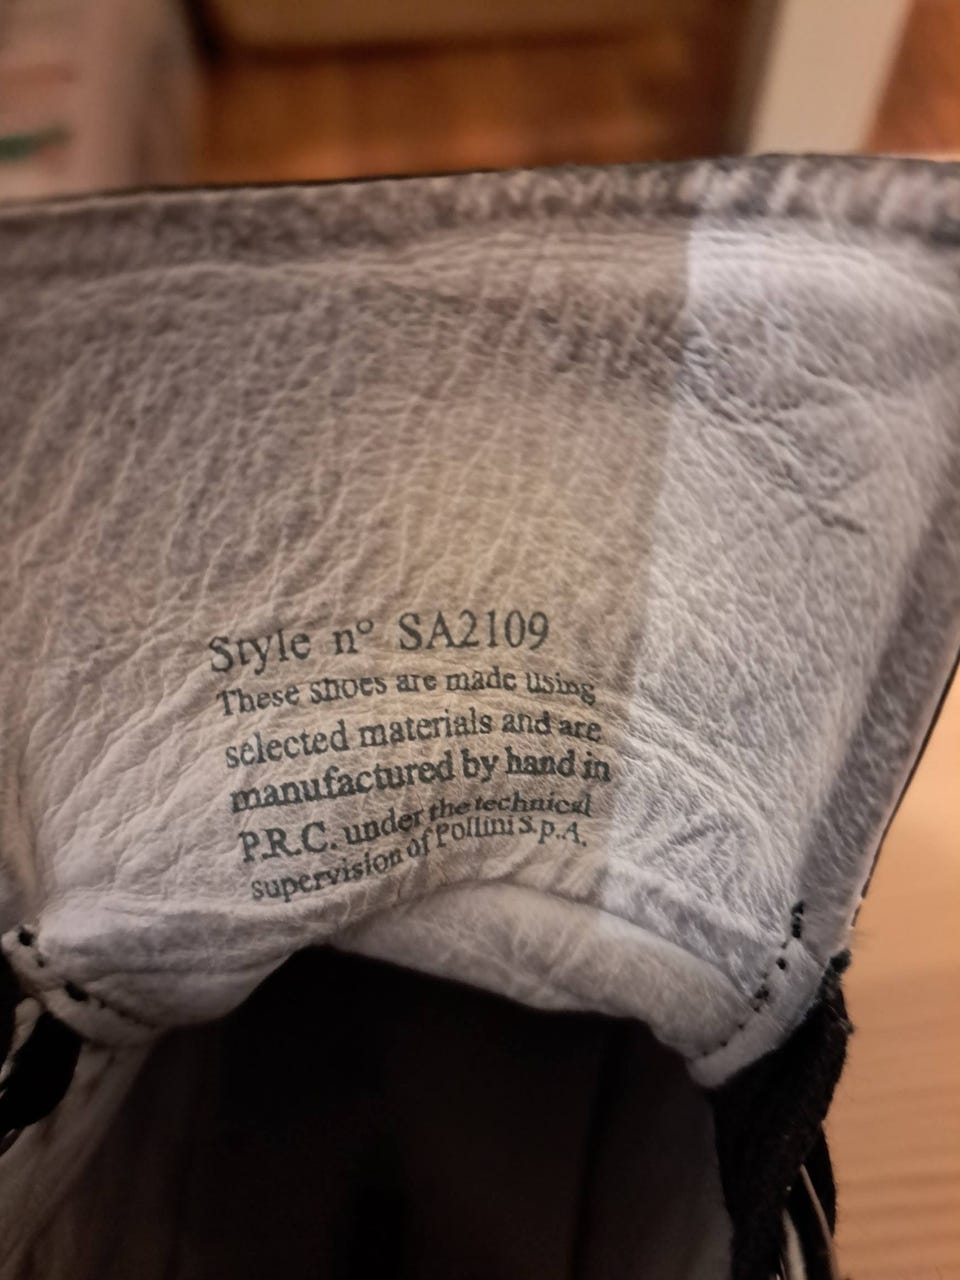 Style n° SA2109
These shoes are made using
selected materials and are
manufactured by hand in
P.R.C. under the technical
supervision of Pollini S.p.A.